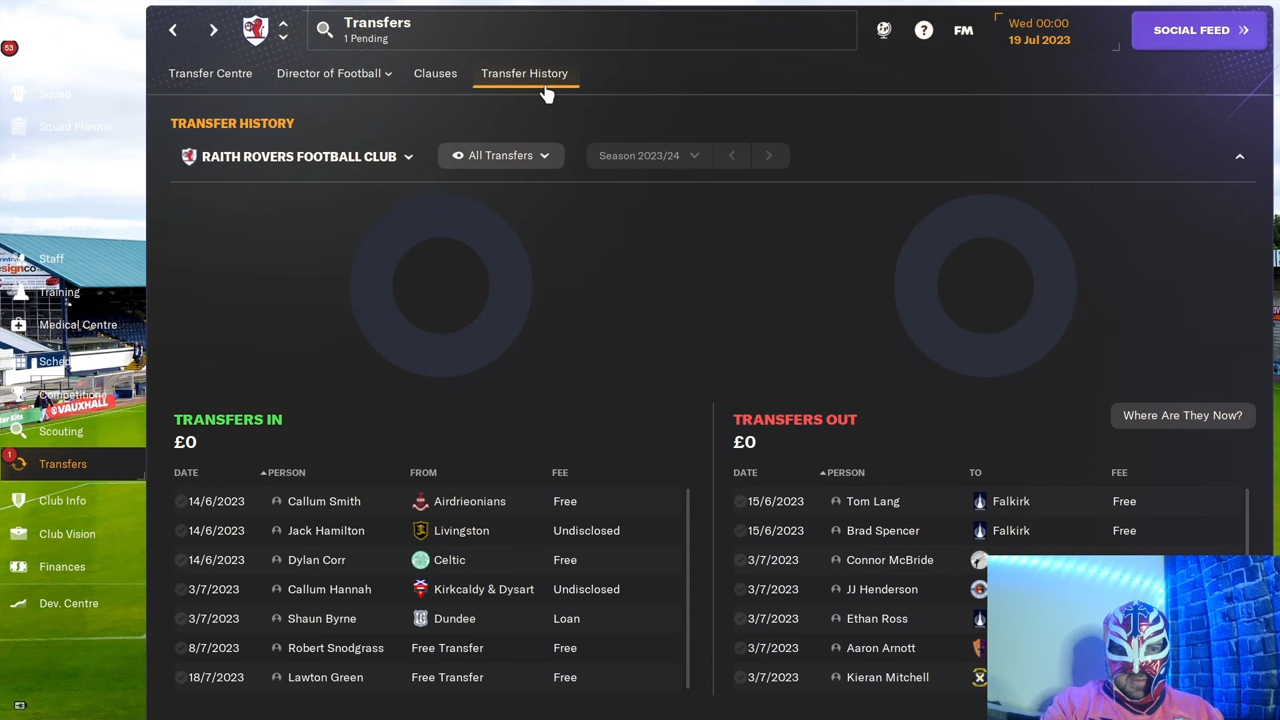 Transfers
1 Pending
FM
Wed 00:00
19 Jul 2023
SOCIAL FEED
53
Transfer Centre
Director of Football
Clauses
Transfer History
Squad
Squad Planner
Staff
Training
Medical Centre
Sched
Competitions
Scouting
1
Transfers
Club Info
Club Vision
Finances
Dev. Centre
VAUXHALL
TRANSFER HISTORY
RAITH ROVERS FOOTBALL CLUB
All Transfers
Season 2023/24
TRANSFERS IN
£0
DATE PERSON FROM FEE
14/6/2023 Callum Smith Airdrieonians Free
14/6/2023 Jack Hamilton Livingston Undisclosed
14/6/2023 Dylan Corr Celtic Free
3/7/2023 Callum Hannah Kirkcaldy & Dysart Undisclosed
3/7/2023 Shaun Byrne Dundee Loan
8/7/2023 Robert Snodgrass Free Transfer Free
18/7/2023 Lawton Green Free Transfer Free
TRANSFERS OUT
£0
Where Are They Now?
DATE PERSON TO FEE
15/6/2023 Tom Lang Falkirk Free
15/6/2023 Brad Spencer Falkirk Free
3/7/2023 Connor McBride
3/7/2023 JJ Henderson
3/7/2023 Ethan Ross
3/7/2023 Aaron Arnott
3/7/2023 Kieran Mitchell